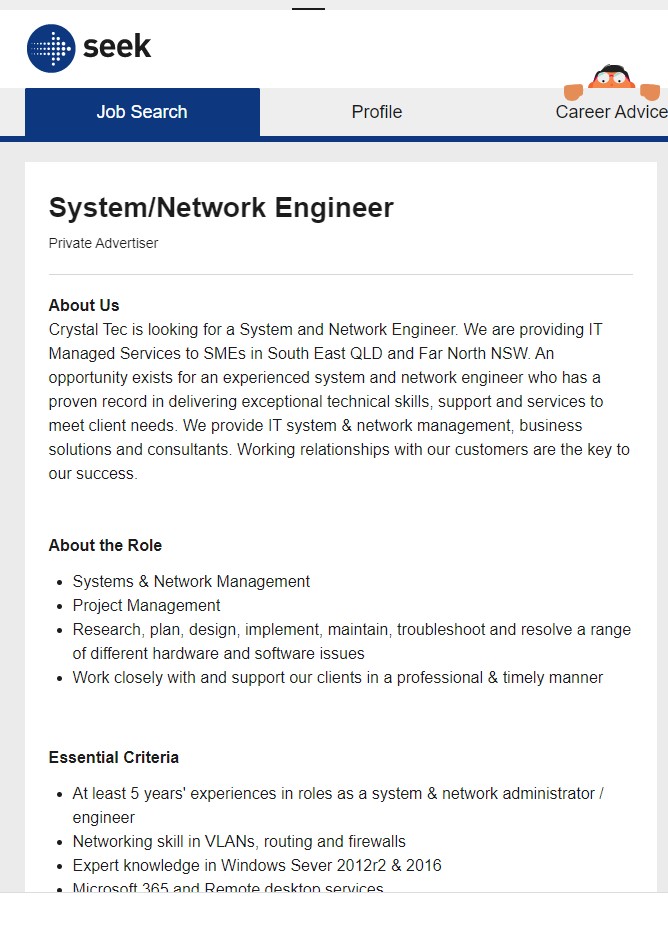 seek
Job Search
Profile
Career Advice
System/Network Engineer
Private Advertiser
About Us
Crystal Tec is looking for a System and Network Engineer. We are providing IT
Managed Services to SMEs in South East QLD and Far North NSW. An
opportunity exists for an experienced system and network engineer who has a
proven record in delivering exceptional technical skills, support and services to
meet client needs. We provide IT system & network management, business
solutions and consultants. Working relationships with our customers are the key to
our success.
About the Role
• Systems & Network Management
• Project Management
• Research, plan, design, implement, maintain, troubleshoot and resolve a range
of different hardware and software issues
• Work closely with and support our clients in a professional & timely manner
Essential Criteria
• At least 5 years' experiences in roles as a system & network administrator /
engineer
• Networking skill in VLANs, routing and firewalls
• Expert knowledge in Windows Sever 2012r2 & 2016
• Microsoft 365 and Remote desktop services